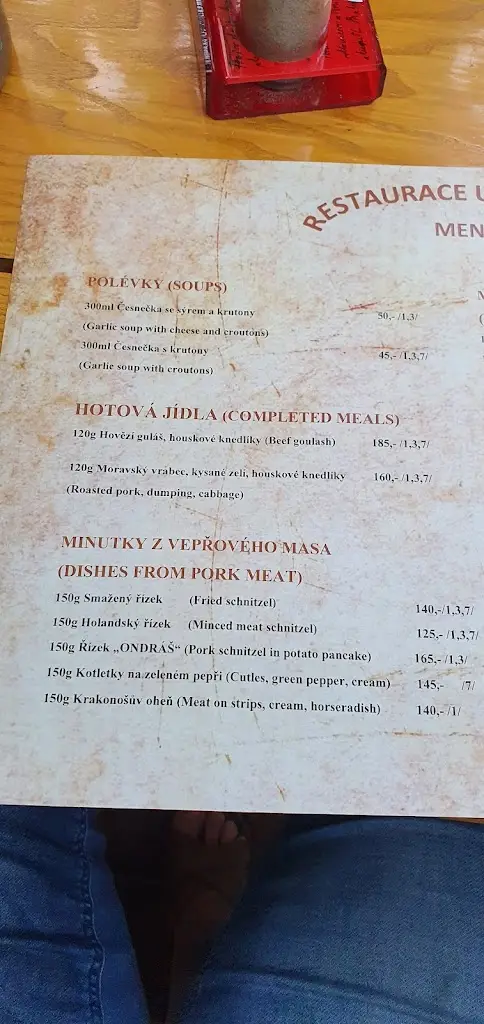 RESTAURACE U
MEN
POLÉVKY (SOUPS)
300ml Česnečka se sýrem a krutony 50,- /1,3/
(Garlic soup with cheese and croutons)
300ml Česnečka s krutony 45,- /1,3,7/
(Garlic soup with croutons)
HOTOVÁ JÍDLA (COMPLETED MEALS)
120g Hovězí guláš, houskové knedlíky (Beef goulash) 185,- /1,3,7/
120g Moravský vrabec, kysané zelí, houskové knedlíky 160,- /1,3,7/
(Roasted pork, dumping, cabbage)
MINUTKY Z VEPŘOVÉHO MASA
(DISHES FROM PORK MEAT)
150g Smažený řízek (Fried schnitzel) 140,-/1,3,7/
150g Holandský řízek (Minced meat schnitzel) 125,- /1,3,7/
150g Řízek „ONDRÁŠ“ (Pork schnitzel in potato pancake) 165,- /1,3/
150g Kotletky na zeleném pepři (Cutles, green pepper, cream) 145,- /7/
150g Krakonošův oheň (Meat on strips, cream, horseradish) 140,- /1/